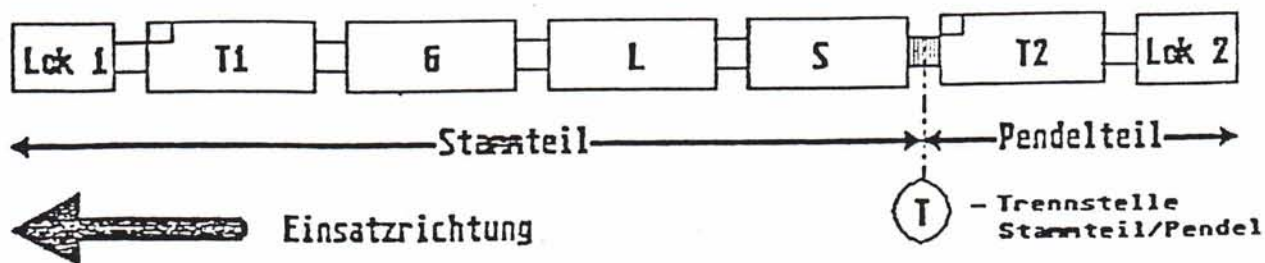 Lok 1 T1 G L S T2 Lok 2
Stammteil Pendelteil
T - Trennstelle
Stammteil/Pendel
Einsatzrichtung